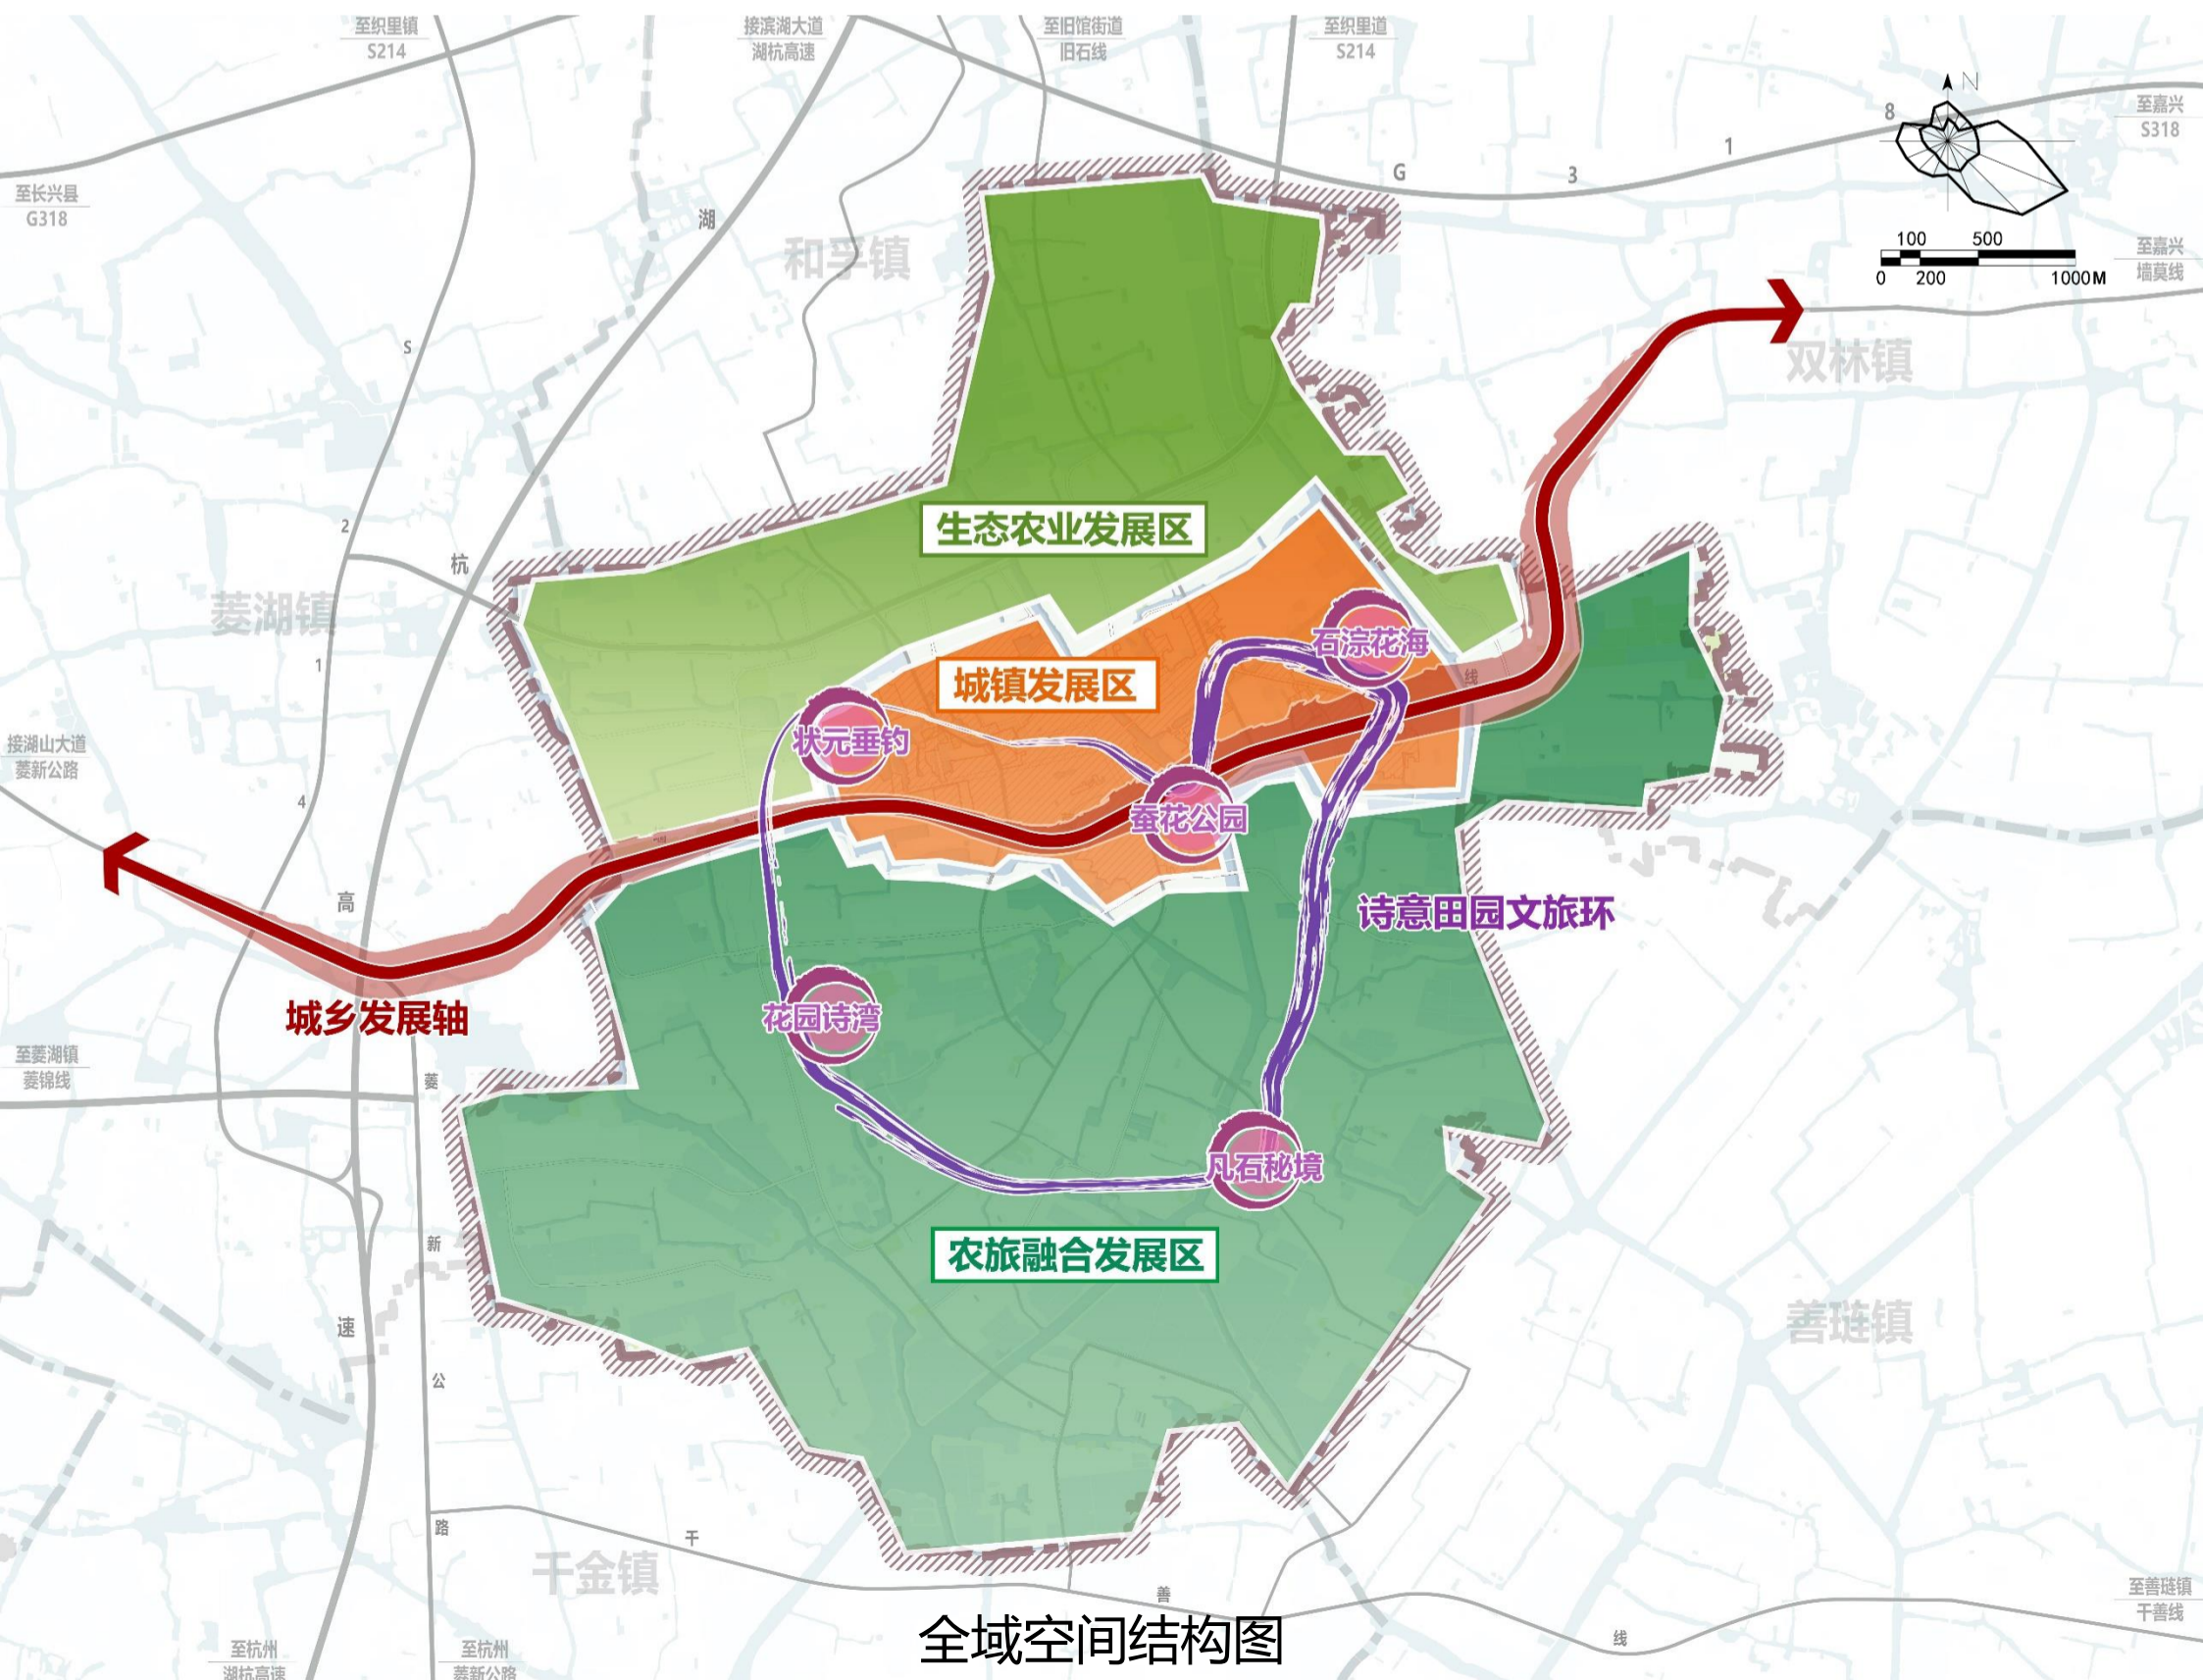 至织里镇
S214
接滨湖大道
湖杭高速
至旧馆街道
旧石线
至织里道
S214
N
8
至嘉兴
S318
1
G
3
至长兴县
G318
湖
和孚镇
100 500
0 200 1000M
至嘉兴
墙莫线
S
双林镇
2
生态农业发展区
杭
菱湖镇
1
石淙花海
线
城镇发展区
状元垂钓
接湖山大道
菱新公路
4
蚕花公园
高
诗意田园文旅环
城乡发展轴
花园诗湾
至菱湖镇
菱锦线
菱
凡石秘境
新
农旅融合发展区
速
善琏镇
公
路
干
千金镇
善
至善琏镇
干善线
全域空间结构图
线
至杭州
湖杭高速
至杭州
菱新公路